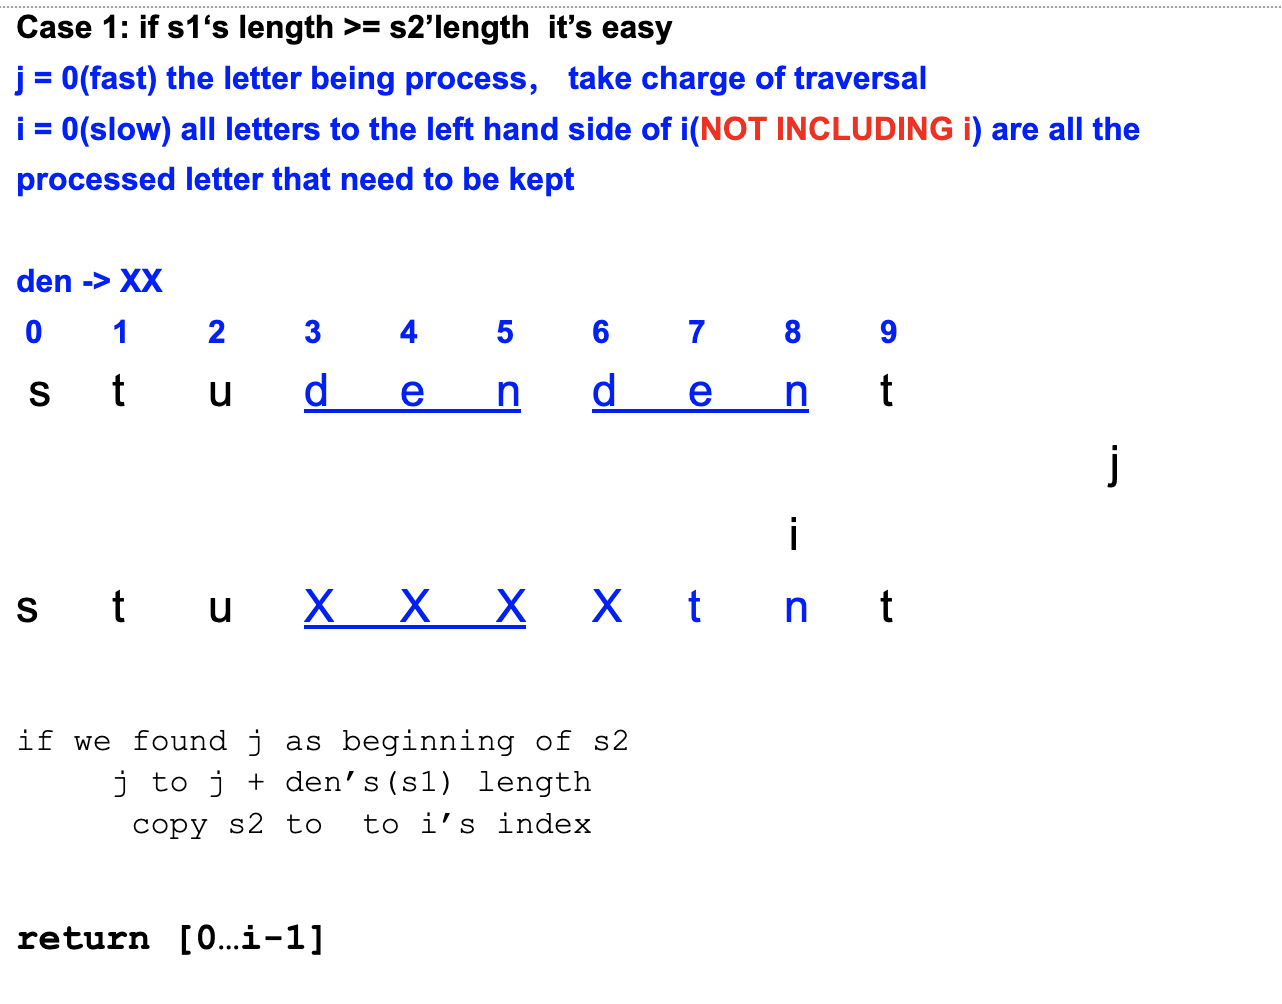 Case 1: if s1‘s length >= s2’length  it’s easy
j = 0(fast) the letter being process,   take charge of traversal
i = 0(slow) all letters to the left hand side of i(NOT INCLUDING i) are all the
processed letter that need to be kept
den -> XX
0 1 2 3 4 5 6 7 8 9
s t u d e n d e n t
j
i
s t u X X X X t n t
if we found j as beginning of s2
j to j + den’s(s1) length
copy s2 to  to i’s index
return [0…i-1]